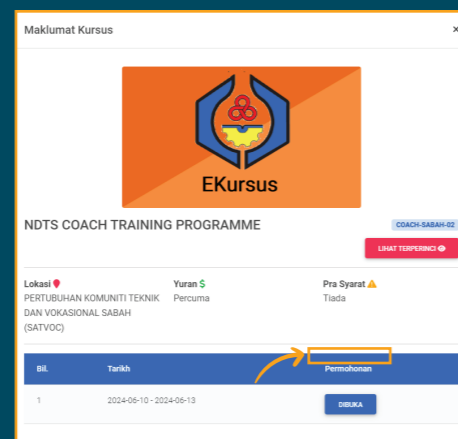 Maklumat Kursus ×
EKursus
NDTS COACH TRAINING PROGRAMME COACH-SABAH-02
LIHAT TERPERINCI
Lokasi Yuran $ Pra Syarat
PERTUBUHAN KOMUNITI TEKNIK Percuma Tiada
DAN VOKASIONAL SABAH
(SATVOC)
Bil. Tarikh Permohonan
1 2024-06-10 - 2024-06-13 DIBUKA